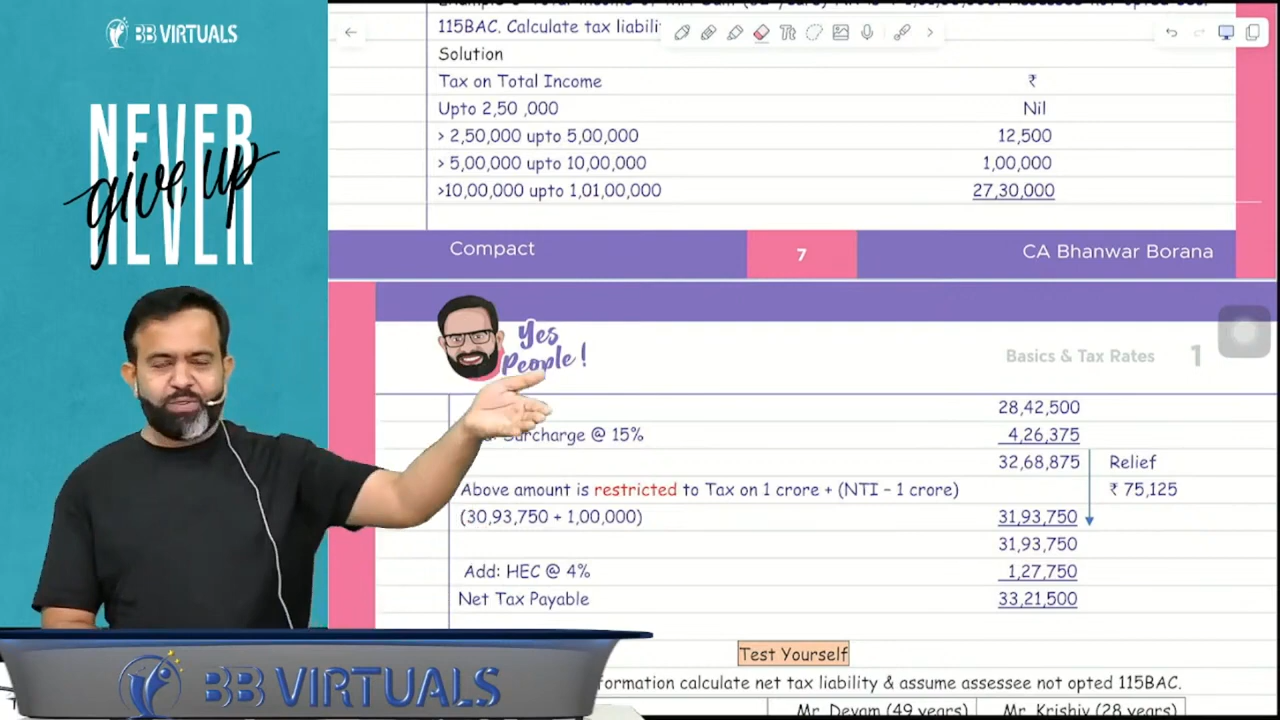 BB VIRTUALS
NEVER
give up
NEVER
115BAC. Calculate tax liabili
Solution
Tax on Total Income ₹
Upto 2,50 ,000 Nil
> 2,50,000 upto 5,00,000 12,500
> 5,00,000 upto 10,00,000 1,00,000
>10,00,000 upto 1,01,00,000 27,30,000
Compact 7 CA Bhanwar Borana
Yes
People !
Basics & Tax Rates 1
28,42,500
Surcharge @ 15% 4,26,375
32,68,875 Relief
Above amount is restricted to Tax on 1 crore + (NTI – 1 crore) ₹ 75,125
(30,93,750 + 1,00,000) 31,93,750
31,93,750
Add: HEC @ 4% 1,27,750
Net Tax Payable 33,21,500
Test Yourself
formation calculate net tax liability & assume assessee not opted 115BAC.
Mr. Devam (49 years) Mr. Krishiv (28 years)
BB VIRTUALS